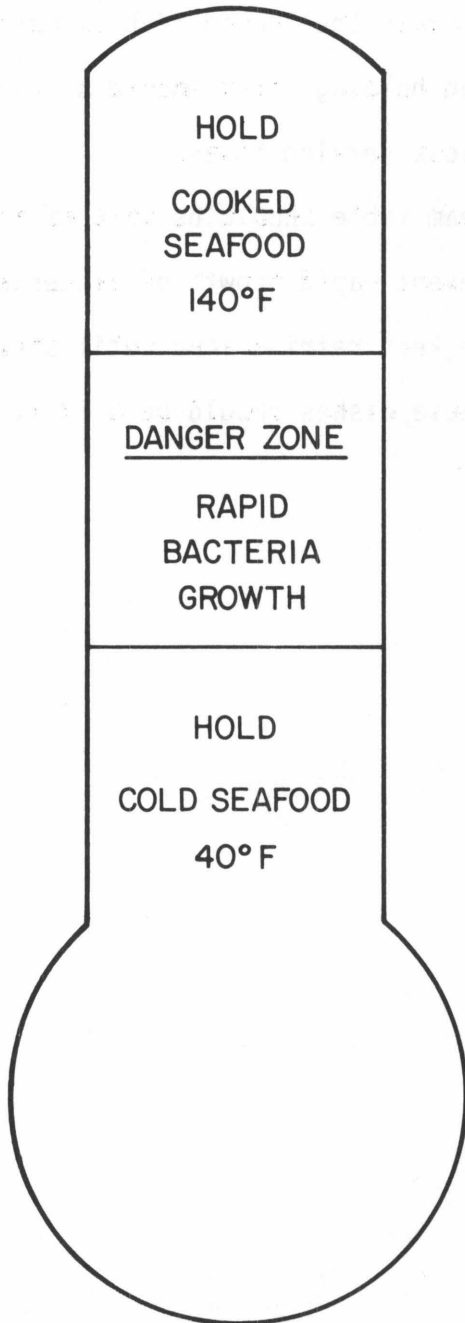 HOLD
COOKED
SEAFOOD
140°F
DANGER ZONE
RAPID
BACTERIA
GROWTH
HOLD
COLD SEAFOOD
40°F